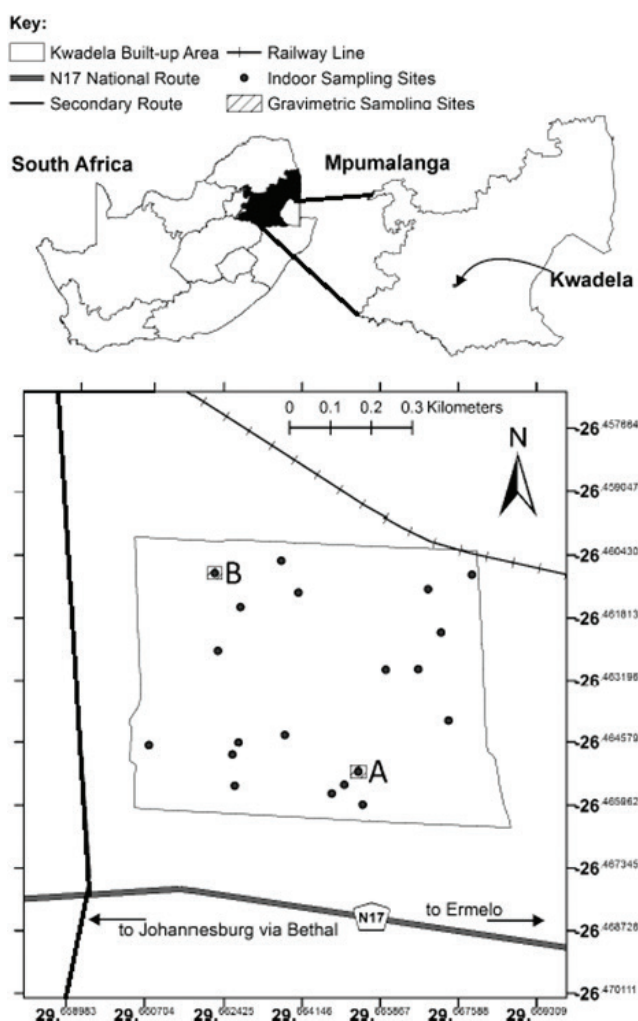 Key:
Kwadela Built-up Area
Railway Line
N17 National Route
Indoor Sampling Sites
Secondary Route
Gravimetric Sampling Sites
South Africa
Mpumalanga
Kwadela
0 0.1 0.2 0.3 Kilometers
N
-26.457664
-26.459047
-26.460430
-26.461813
-26.463196
-26.464579
-26.465962
-26.467345
-26.468728
-26.470111
B
A
N17
to Ermelo
to Johannesburg via Bethal
29.658983 29.660704 29.662425 29.664146 29.665867 29.667588 29.669309